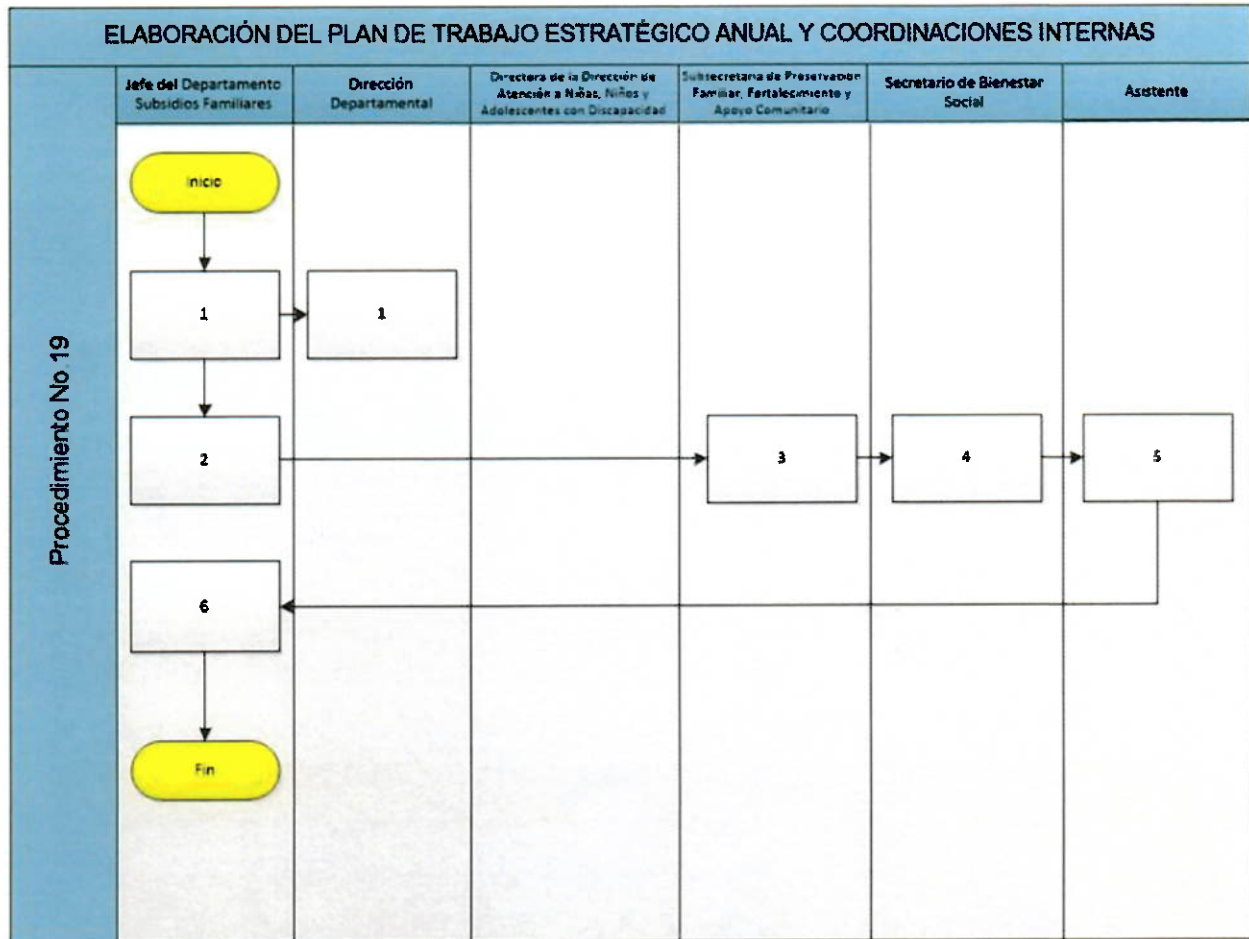 ELABORACIÓN DEL PLAN DE TRABAJO ESTRATÉGICO ANUAL Y COORDINACIONES INTERNAS
Jefe del Departamento
Subsidios Familiares
Dirección
Departamental
Directora de la Dirección de
Atención a Niñas, Niños y
Adolescentes con Discapacidad
Subsecretaria de Preservación
Familiar, Fortalecimiento y
Apoyo Comunitario
Secretario de Bienestar
Social
Asistente
Procedimiento No.19
Inicio
1
1
2
3
4
5
6
Fin